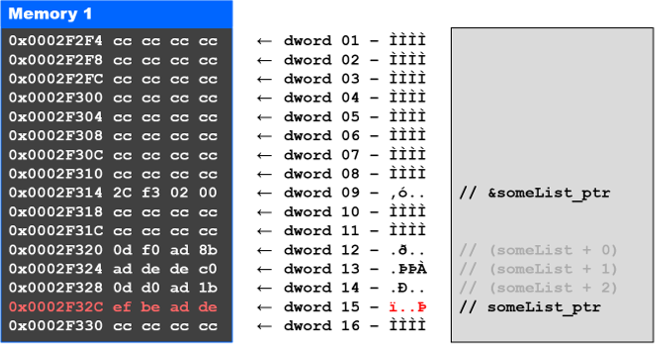 Memory 1
0x0002F2F4 cc cc cc cc ← dword 01 – ÌÌÌÌ
0x0002F2F8 cc cc cc cc ← dword 02 – ÌÌÌÌ
0x0002F2FC cc cc cc cc ← dword 03 – ÌÌÌÌ
0x0002F300 cc cc cc cc ← dword 04 – ÌÌÌÌ
0x0002F304 cc cc cc cc ← dword 05 – ÌÌÌÌ
0x0002F308 cc cc cc cc ← dword 06 – ÌÌÌÌ
0x0002F30C cc cc cc cc ← dword 07 – ÌÌÌÌ
0x0002F310 cc cc cc cc ← dword 08 – ÌÌÌÌ
0x0002F314 2C f3 02 00 ← dword 09 – ,ó.. // &someList_ptr
0x0002F318 cc cc cc cc ← dword 10 – ÌÌÌÌ
0x0002F31C cc cc cc cc ← dword 11 – ÌÌÌÌ
0x0002F320 0d f0 ad 8b ← dword 12 – .ð.. // (someList + 0)
0x0002F324 ad de de c0 ← dword 13 – .ÞÞÀ // (someList + 1)
0x0002F328 0d d0 ad 1b ← dword 14 – .Ð.. // (someList + 2)
0x0002F32C ef be ad de ← dword 15 – ï..Þ // someList_ptr
0x0002F330 cc cc cc cc ← dword 16 – ÌÌÌÌ